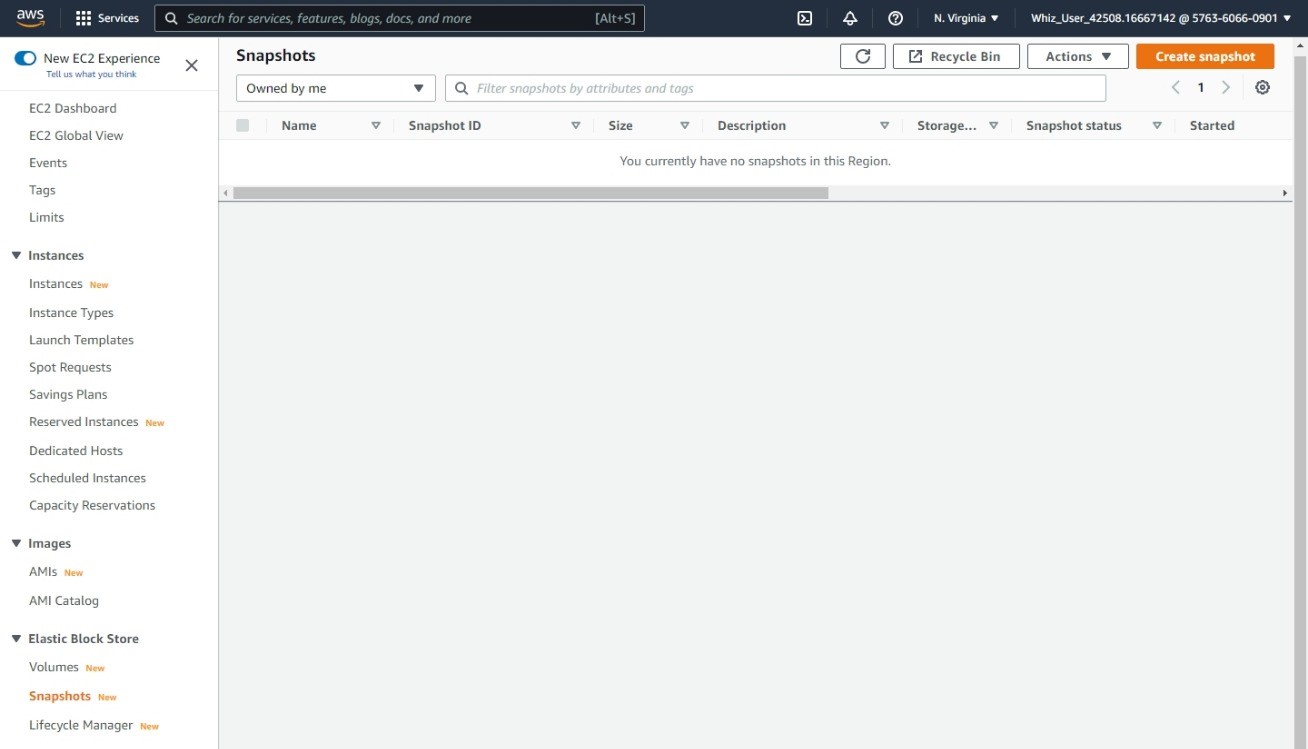 aws Services Search for services, features, blogs, docs, and more [Alt+S] N. Virginia Whiz_User_42508.16667142 @ 5763-6066-0901
New EC2 Experience
Tell us what you think
EC2 Dashboard
EC2 Global View
Events
Tags
Limits
Instances
Instances New
Instance Types
Launch Templates
Spot Requests
Savings Plans
Reserved Instances New
Dedicated Hosts
Scheduled Instances
Capacity Reservations
Images
AMIs New
AMI Catalog
Elastic Block Store
Volumes New
Snapshots New
Lifecycle Manager New
Snapshots Recycle Bin Actions Create snapshot
Owned by me Filter snapshots by attributes and tags 1
Name Snapshot ID Size Description Storage... Snapshot status Started
You currently have no snapshots in this Region.